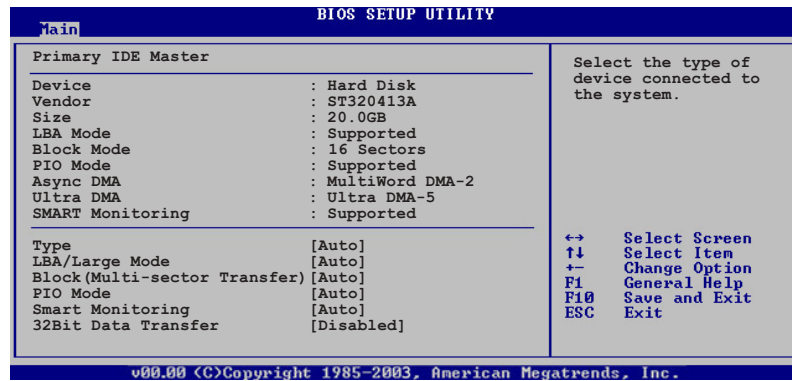 BIOS SETUP UTILITY
Main
Primary IDE Master
Device : Hard Disk
Vendor : ST320413A
Size : 20.0GB
LBA Mode : Supported
Block Mode : 16 Sectors
PIO Mode : Supported
Async DMA : MultiWord DMA-2
Ultra DMA : Ultra DMA-5
SMART Monitoring : Supported
Type [Auto]
LBA/Large Mode [Auto]
Block(Multi-sector Transfer) [Auto]
PIO Mode [Auto]
Smart Monitoring [Auto]
32Bit Data Transfer [Disabled]
Select the type of
device connected to
the system.
↔ Select Screen
↑↓ Select Item
+- Change Option
F1 General Help
F10 Save and Exit
ESC Exit
v00.00 (C)Copyright 1985-2003, American Megatrends, Inc.